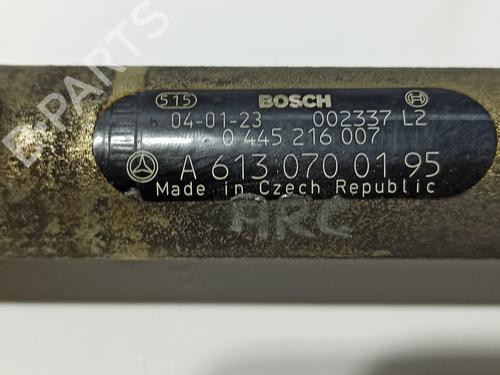 B-PARTS
515 BOSCH
04-01-23 002337 L2
0 445 216 007
A 613 070 01 95
Made in Czech Republic
ARC